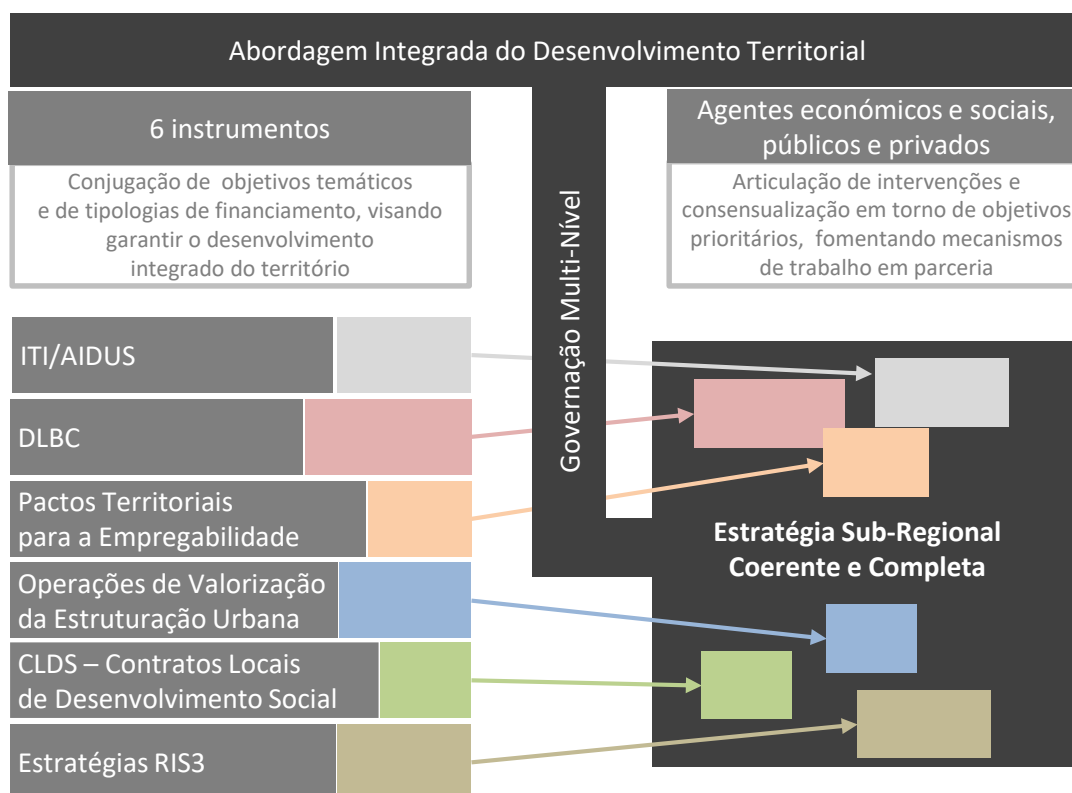 Abordagem Integrada do Desenvolvimento Territorial
6 instrumentos
Conjugação de objetivos temáticos
e de tipologias de financiamento, visando
garantir o desenvolvimento
integrado do território
Governação Multi-Nível
Agentes económicos e sociais,
públicos e privados
Articulação de intervenções e
consensualização em torno de objetivos
prioritários, fomentando mecanismos
de trabalho em parceria
ITI/AIDUS
DLBC
Pactos Territoriais
para a Empregabilidade
Operações de Valorização
da Estruturação Urbana
CLDS – Contratos Locais
de Desenvolvimento Social
Estratégias RIS3
Estratégia Sub-Regional
Coerente e Completa